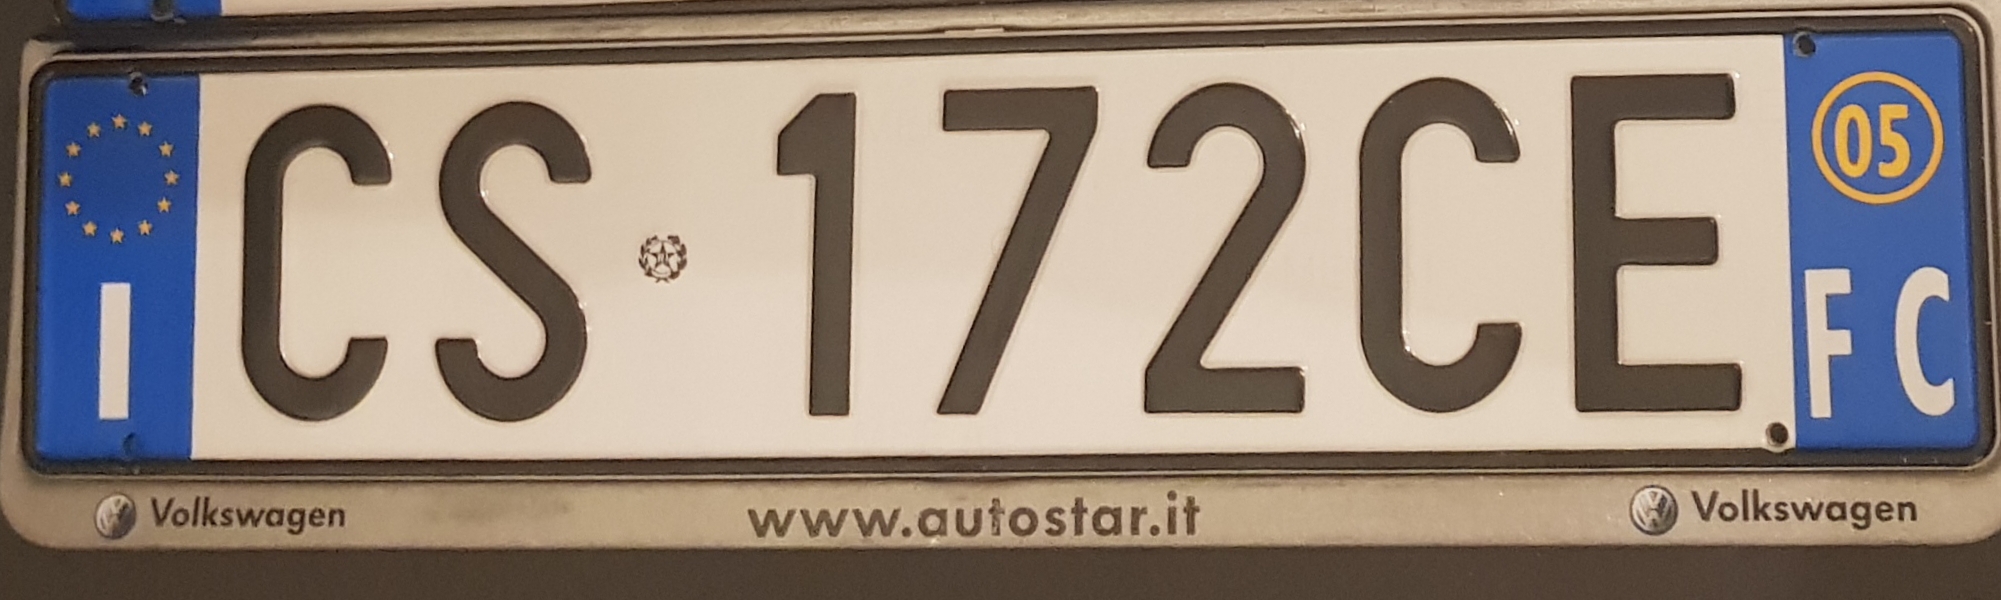 I CS 172CE 05 FC
Volkswagen www.autostar.it Volkswagen